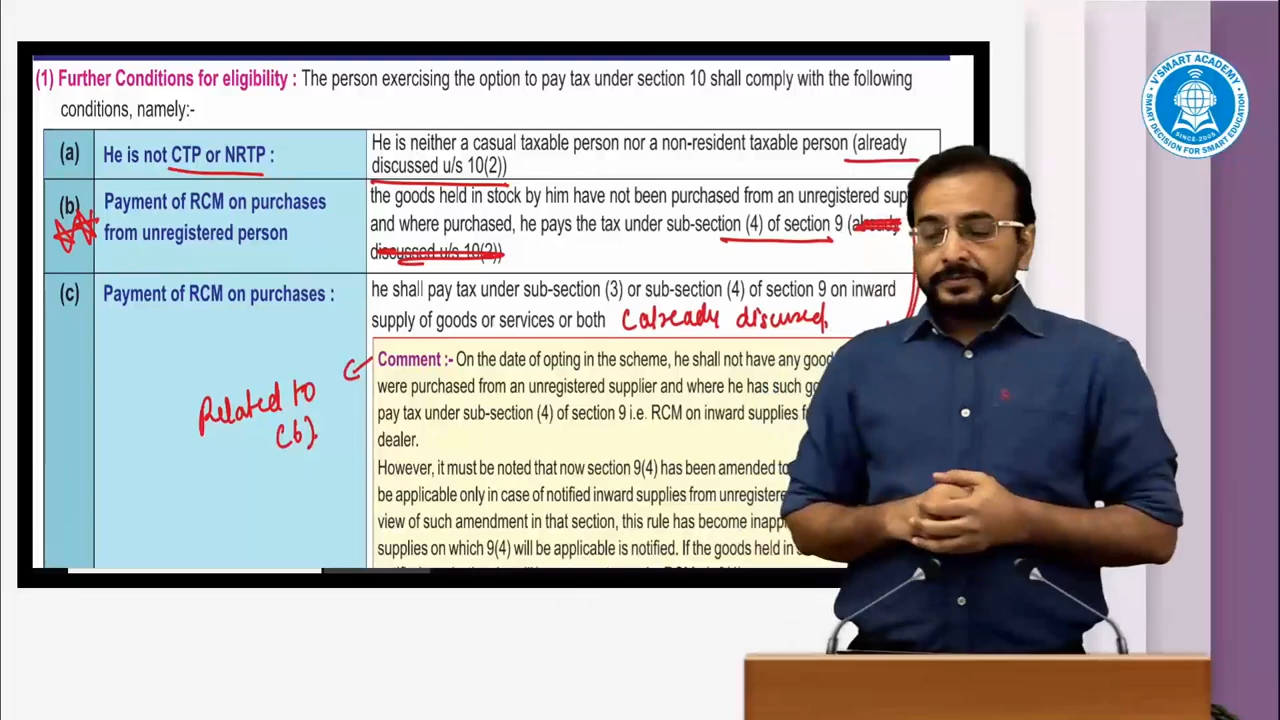 (1) Further Conditions for eligibility : The person exercising the option to pay tax under section 10 shall comply with the following
conditions, namely:-
(a) He is not CTP or NRTP : He is neither a casual taxable person nor a non-resident taxable person (already
discussed u/s 10(2))
(b) Payment of RCM on purchases
from unregistered person
the goods held in stock by him have not been purchased from an unregistered sup
and where purchased, he pays the tax under sub-section (4) of section 9 (already
discussed u/s 10(2))
(c) Payment of RCM on purchases : he shall pay tax under sub-section (3) or sub-section (4) of section 9 on inward
supply of goods or services or both (already discussed)
Comment :- On the date of opting in the scheme, he shall not have any good
were purchased from an unregistered supplier and where he has such go
pay tax under sub-section (4) of section 9 i.e. RCM on inward supplies f
dealer.
However, it must be noted that now section 9(4) has been amended to
be applicable only in case of notified inward supplies from unregistere
view of such amendment in that section, this rule has become inapp
supplies on which 9(4) will be applicable is notified. If the goods held in s
Related to
(b)
V'SMART ACADEMY
SMART DECISION FOR SMART EDUCATION
SINCE-2005